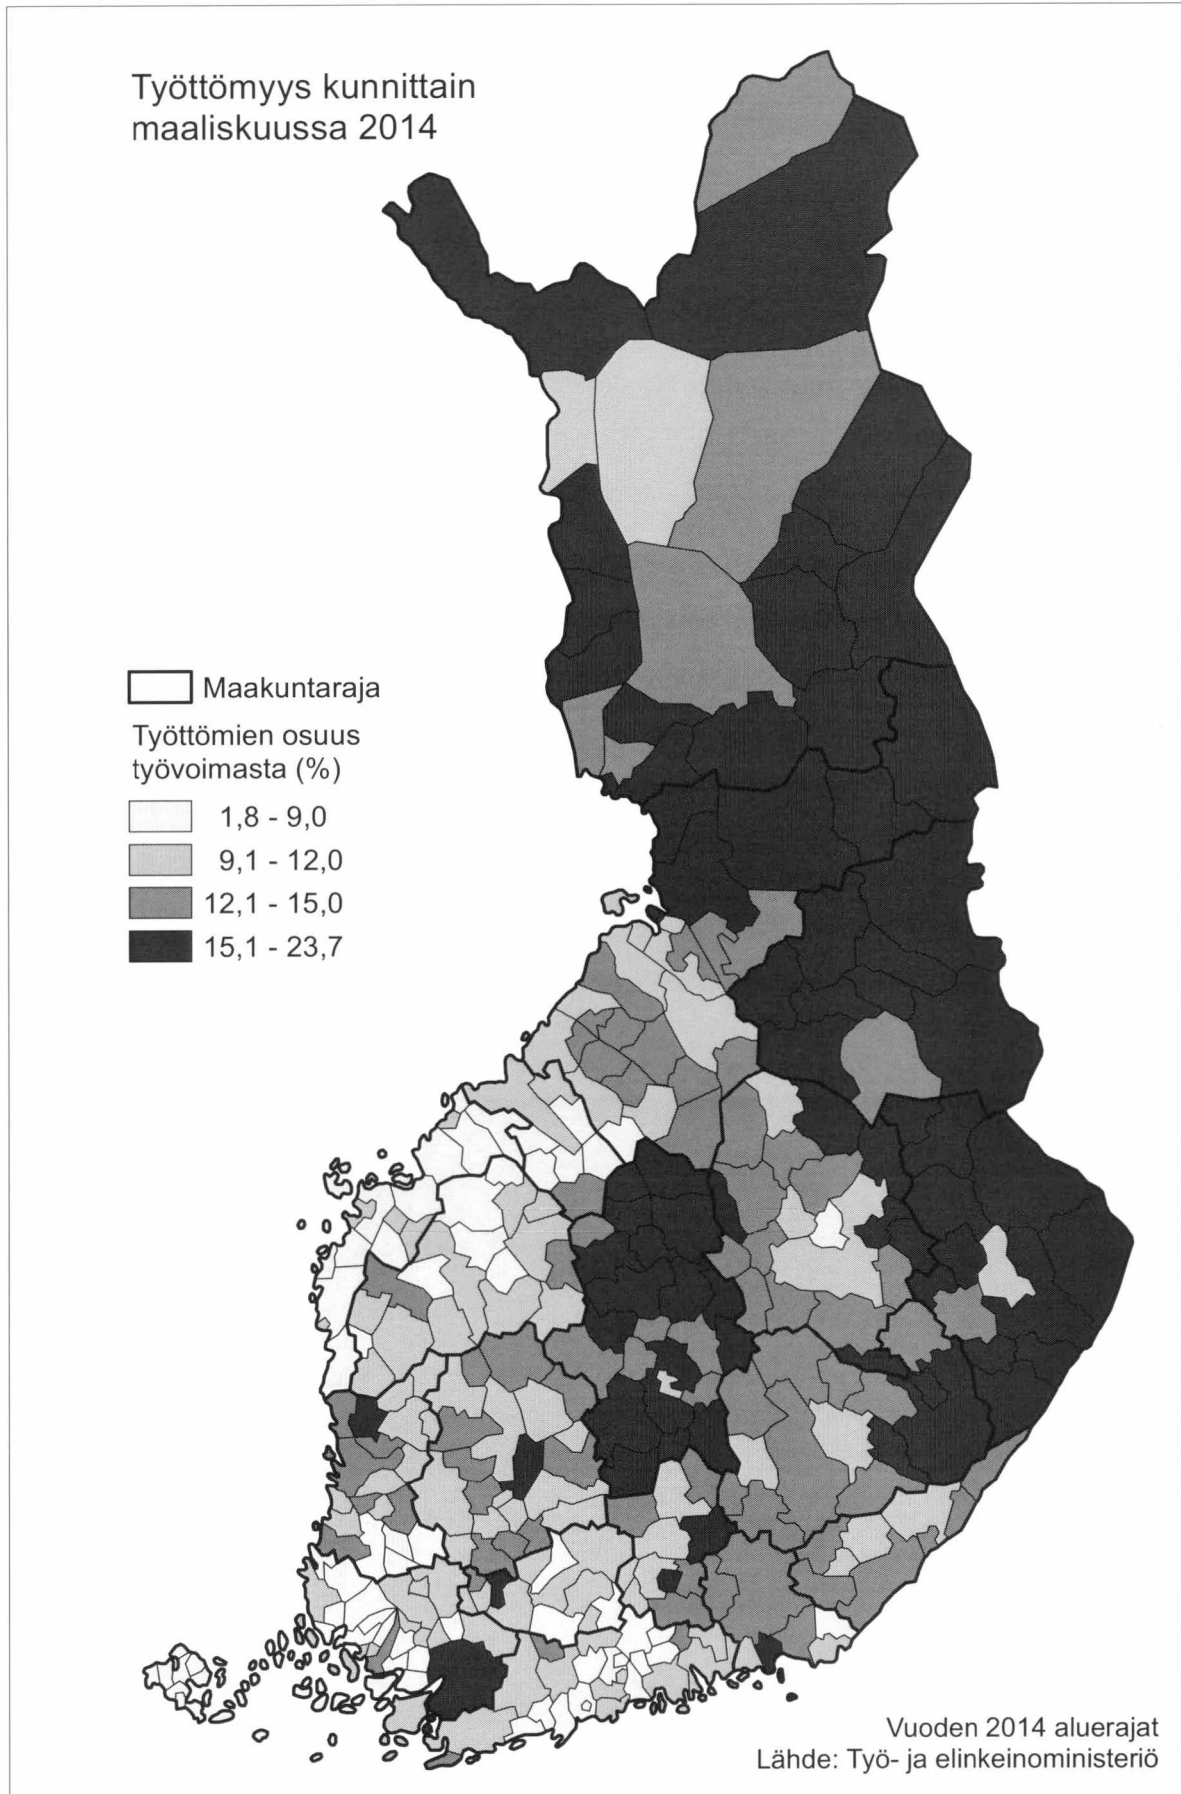 Työttömyys kunnittain
maaliskuussa 2014
Maakuntaraja
Työttömien osuus
työvoimasta (%)
1,8 - 9,0
9,1 - 12,0
12,1 - 15,0
15,1 - 23,7
Vuoden 2014 aluerajat
Lähde: Työ- ja elinkeinoministeriö